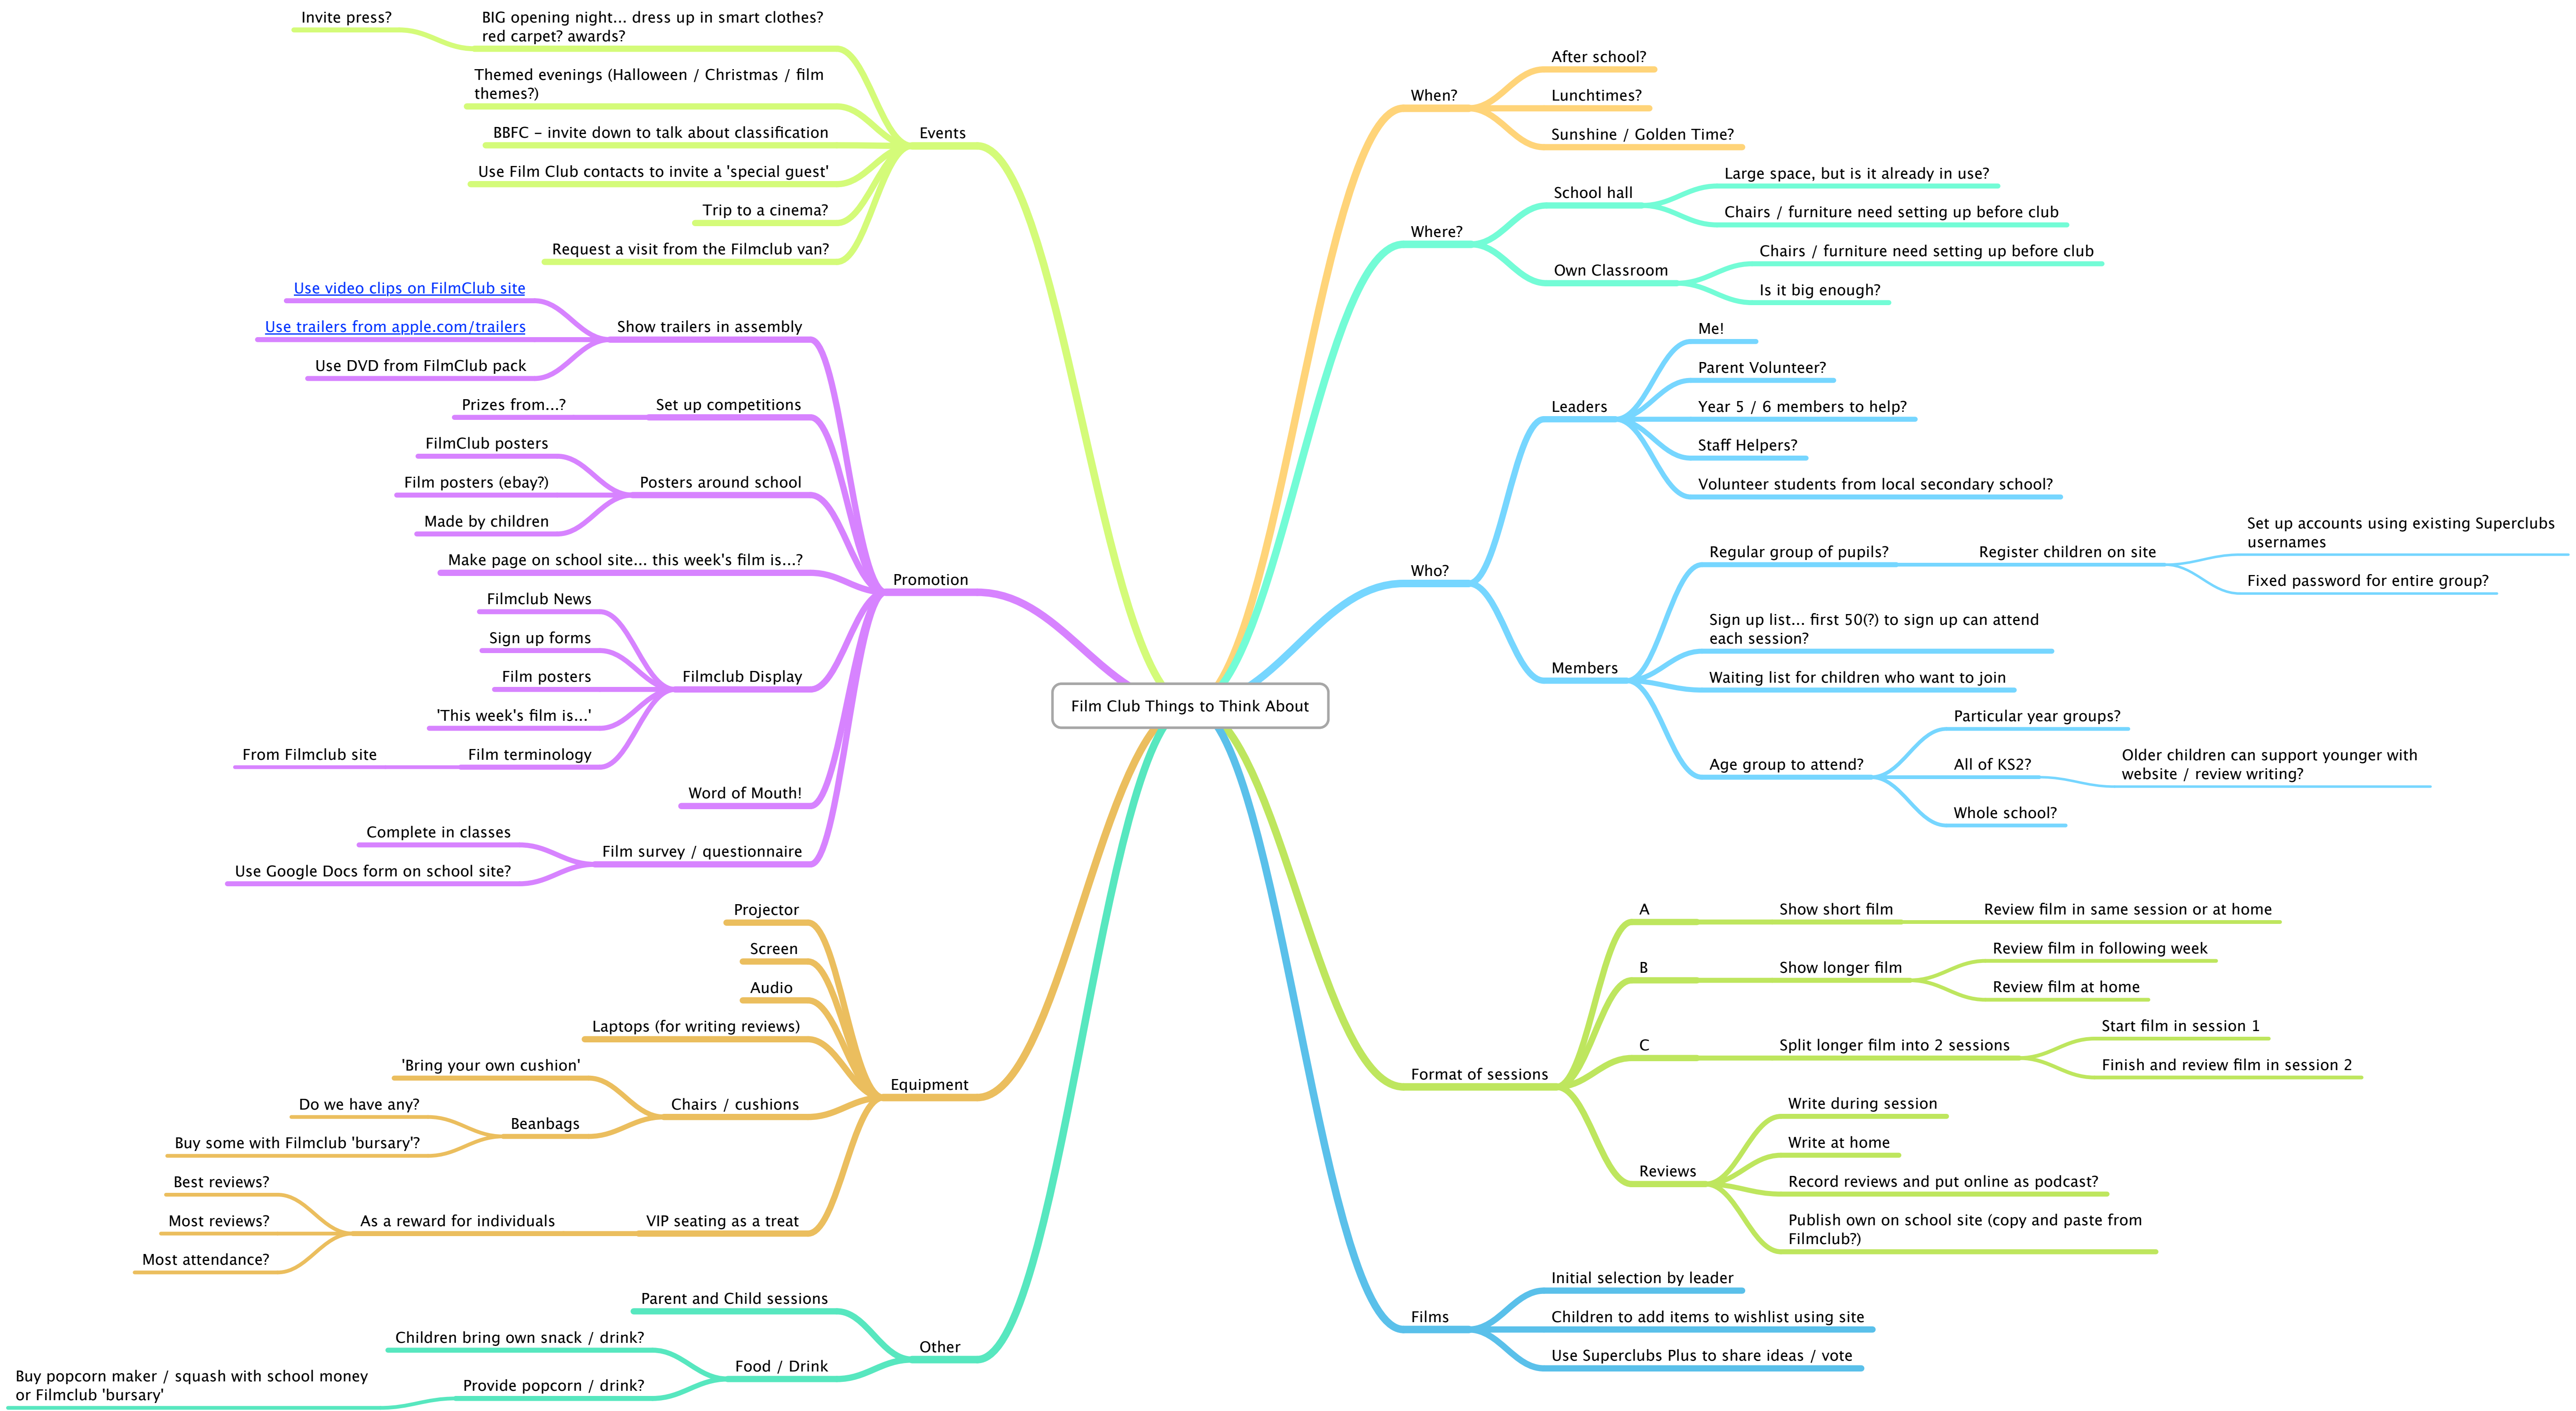 Film Club Things to Think About
When?
After school?
Lunchtimes?
Sunshine / Golden Time?
Where?
School hall
Large space, but is it already in use?
Chairs / furniture need setting up before club
Own Classroom
Chairs / furniture need setting up before club
Is it big enough?
Who?
Leaders
Me!
Parent Volunteer?
Year 5 / 6 members to help?
Staff Helpers?
Volunteer students from local secondary school?
Members
Regular group of pupils?
Register children on site
Set up accounts using existing Superclubs
usernames
Fixed password for entire group?
Sign up list... first 50(?) to sign up can attend
each session?
Waiting list for children who want to join
Age group to attend?
Particular year groups?
All of KS2?
Older children can support younger with
website / review writing?
Whole school?
Format of sessions
A
Show short film
Review film in same session or at home
B
Show longer film
Review film in following week
Review film at home
C
Split longer film into 2 sessions
Start film in session 1
Finish and review film in session 2
Reviews
Write during session
Write at home
Record reviews and put online as podcast?
Publish own on school site (copy and paste from
Filmclub?)
Films
Initial selection by leader
Children to add items to wishlist using site
Use Superclubs Plus to share ideas / vote
Events
BIG opening night... dress up in smart clothes?
red carpet? awards?
Invite press?
Themed evenings (Halloween / Christmas / film
themes?)
BBFC - invite down to talk about classification
Use Film Club contacts to invite a 'special guest'
Trip to a cinema?
Request a visit from the Filmclub van?
Promotion
Show trailers in assembly
Use video clips on FilmClub site
Use trailers from apple.com/trailers
Use DVD from FilmClub pack
Set up competitions
Prizes from...?
Posters around school
FilmClub posters
Film posters (ebay?)
Made by children
Make page on school site... this week's film is...?
Filmclub Display
Filmclub News
Sign up forms
Film posters
'This week's film is...'
Film terminology
From Filmclub site
Word of Mouth!
Film survey / questionnaire
Complete in classes
Use Google Docs form on school site?
Equipment
Projector
Screen
Audio
Laptops (for writing reviews)
Chairs / cushions
'Bring your own cushion'
Beanbags
Do we have any?
Buy some with Filmclub 'bursary'?
VIP seating as a treat
As a reward for individuals
Best reviews?
Most reviews?
Most attendance?
Other
Parent and Child sessions
Food / Drink
Children bring own snack / drink?
Provide popcorn / drink?
Buy popcorn maker / squash with school money
or Filmclub 'bursary'